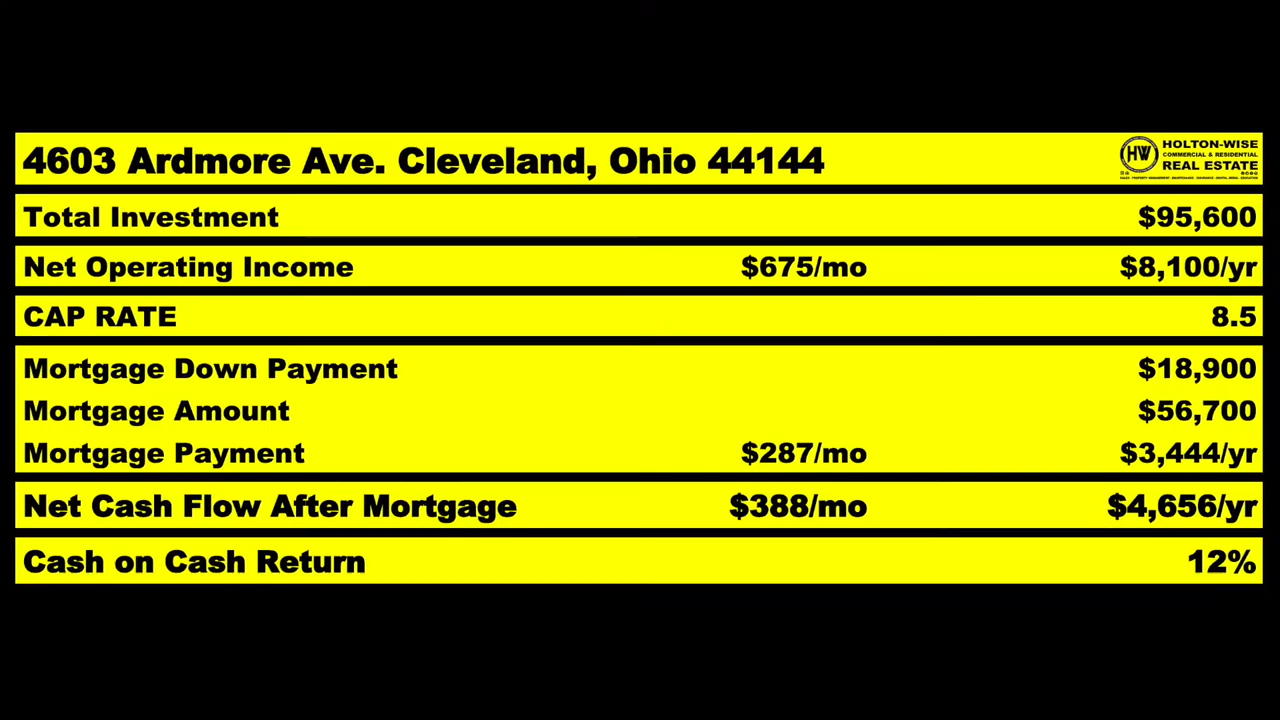 4603 Ardmore Ave. Cleveland, Ohio 44144
HW
HOLTON-WISE
COMMERCIAL & RESIDENTIAL
REAL ESTATE
Total Investment $95,600
Net Operating Income $675/mo $8,100/yr
CAP RATE 8.5
Mortgage Down Payment $18,900
Mortgage Amount $56,700
Mortgage Payment $287/mo $3,444/yr
Net Cash Flow After Mortgage $388/mo $4,656/yr
Cash on Cash Return 12%